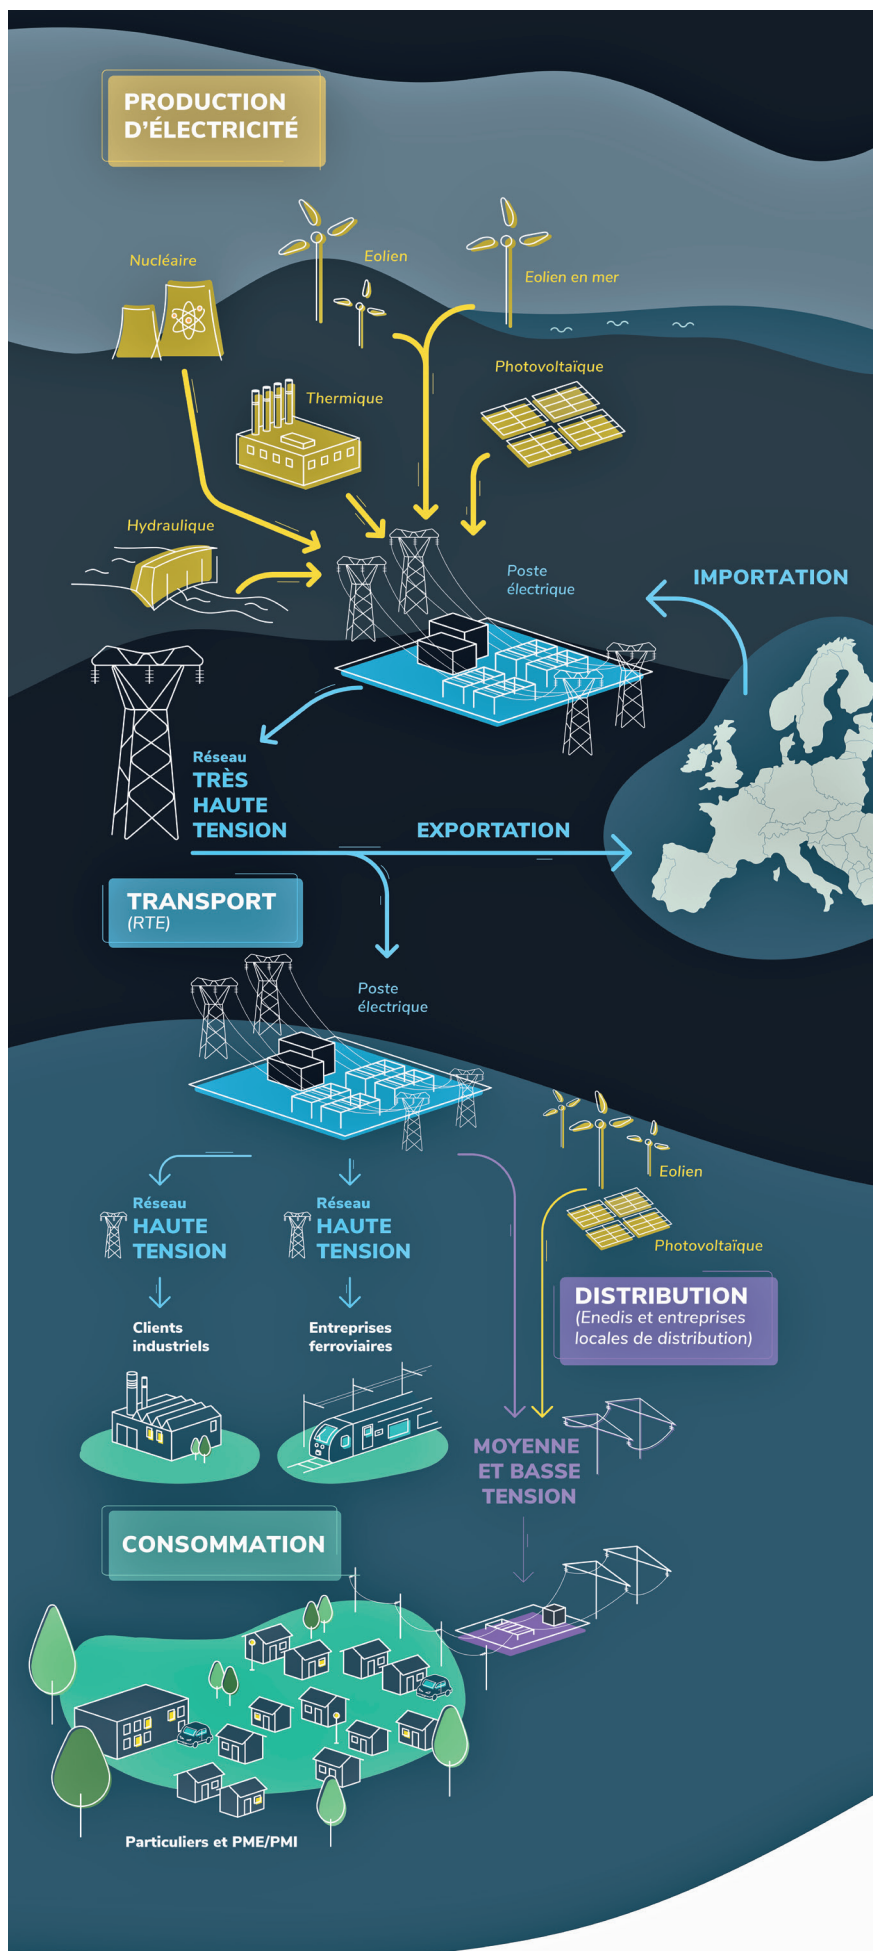 PRODUCTION
D'ÉLECTRICITÉ
Nucléaire
Eolien
Eolien en mer
Photovoltaïque
Thermique
Hydraulique
Poste
électrique
IMPORTATION
Réseau
TRÈS
HAUTE
TENSION
EXPORTATION
TRANSPORT
(RTE)
Poste
électrique
Eolien
Photovoltaïque
Réseau
HAUTE
TENSION
Réseau
HAUTE
TENSION
DISTRIBUTION
(Enedis et entreprises
locales de distribution)
Clients
industriels
Entreprises
ferroviaires
MOYENNE
ET BASSE
TENSION
CONSOMMATION
Particuliers et PME/PMI